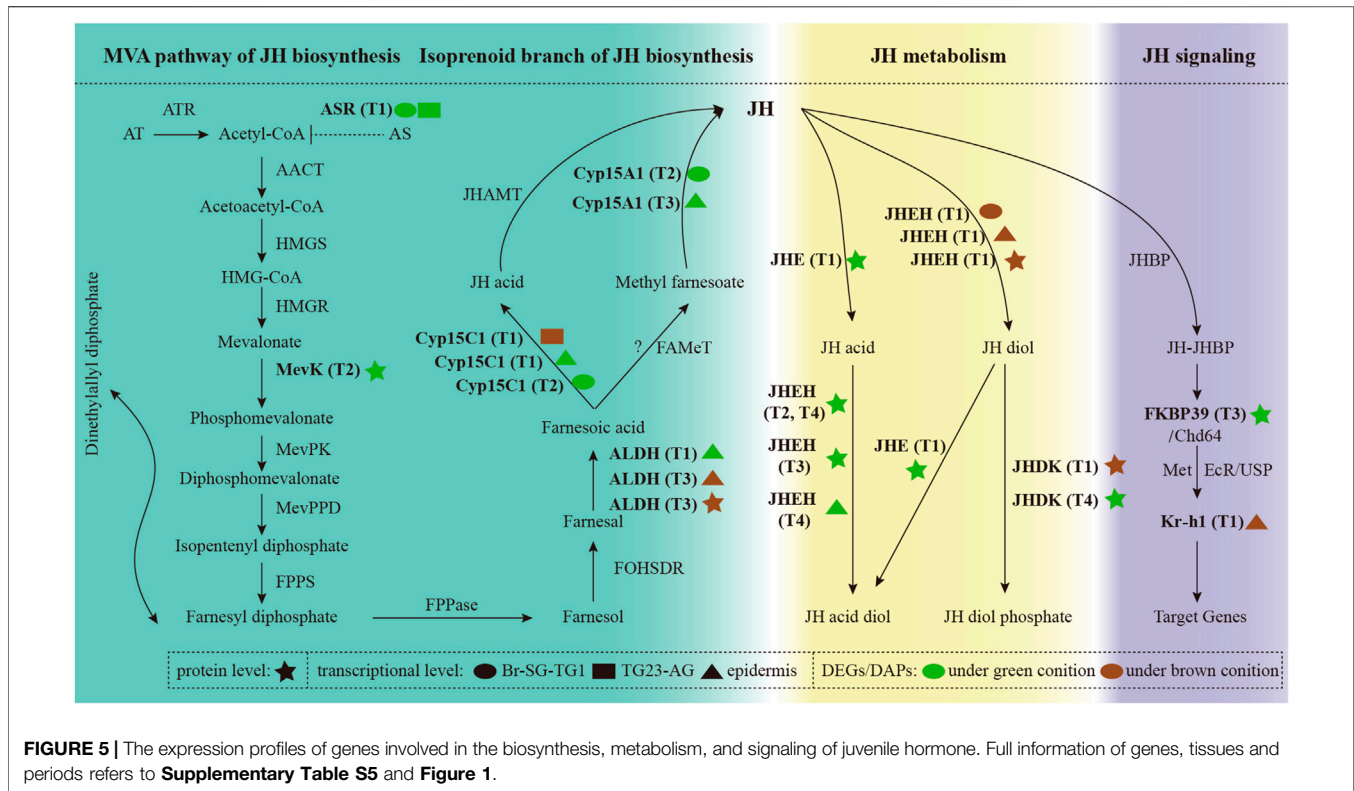 MVA pathway of JH biosynthesis
Isoprenoid branch of JH biosynthesis
JH metabolism
JH signaling
ATR
ASR (T1)
AT
Acetyl-CoA
AS
AACT
Acetoacetyl-CoA
HMGS
HMG-CoA
HMGR
Mevalonate
MevK (T2)
Phosphomevalonate
MevPK
Diphosphomevalonate
MevPPD
Isopentenyl diphosphate
FPPS
Farnesyl diphosphate
Dinethylallyl diphosphate
FPPase
Farnesol
FOHSDR
Farnesal
ALDH (T1)
ALDH (T3)
ALDH (T3)
Farnesoic acid
Cyp15C1 (T1)
Cyp15C1 (T1)
Cyp15C1 (T2)
? FAMeT
JH acid
Methyl farnesoate
JHAMT
Cyp15A1 (T2)
Cyp15A1 (T3)
JH
JHE (T1)
JHEH (T1)
JHEH (T1)
JHEH (T1)
JHBP
JH acid
JH diol
JH-JHBP
JHEH
(T2, T4)
JHEH
(T3)
JHEH
(T4)
JHE (T1)
JHDK (T1)
JHDK (T4)
FKBP39 (T3)
/Chd64
Met EcR/USP
Kr-h1 (T1)
JH acid diol
JH diol phosphate
Target Genes
protein level: transcriptional level: Br-SG-TG1 TG23-AG epidermis DEGs/DAPs: under green conition under brown conition
FIGURE 5 | The expression profiles of genes involved in the biosynthesis, metabolism, and signaling of juvenile hormone. Full information of genes, tissues and
periods refers to Supplementary Table S5 and Figure 1.